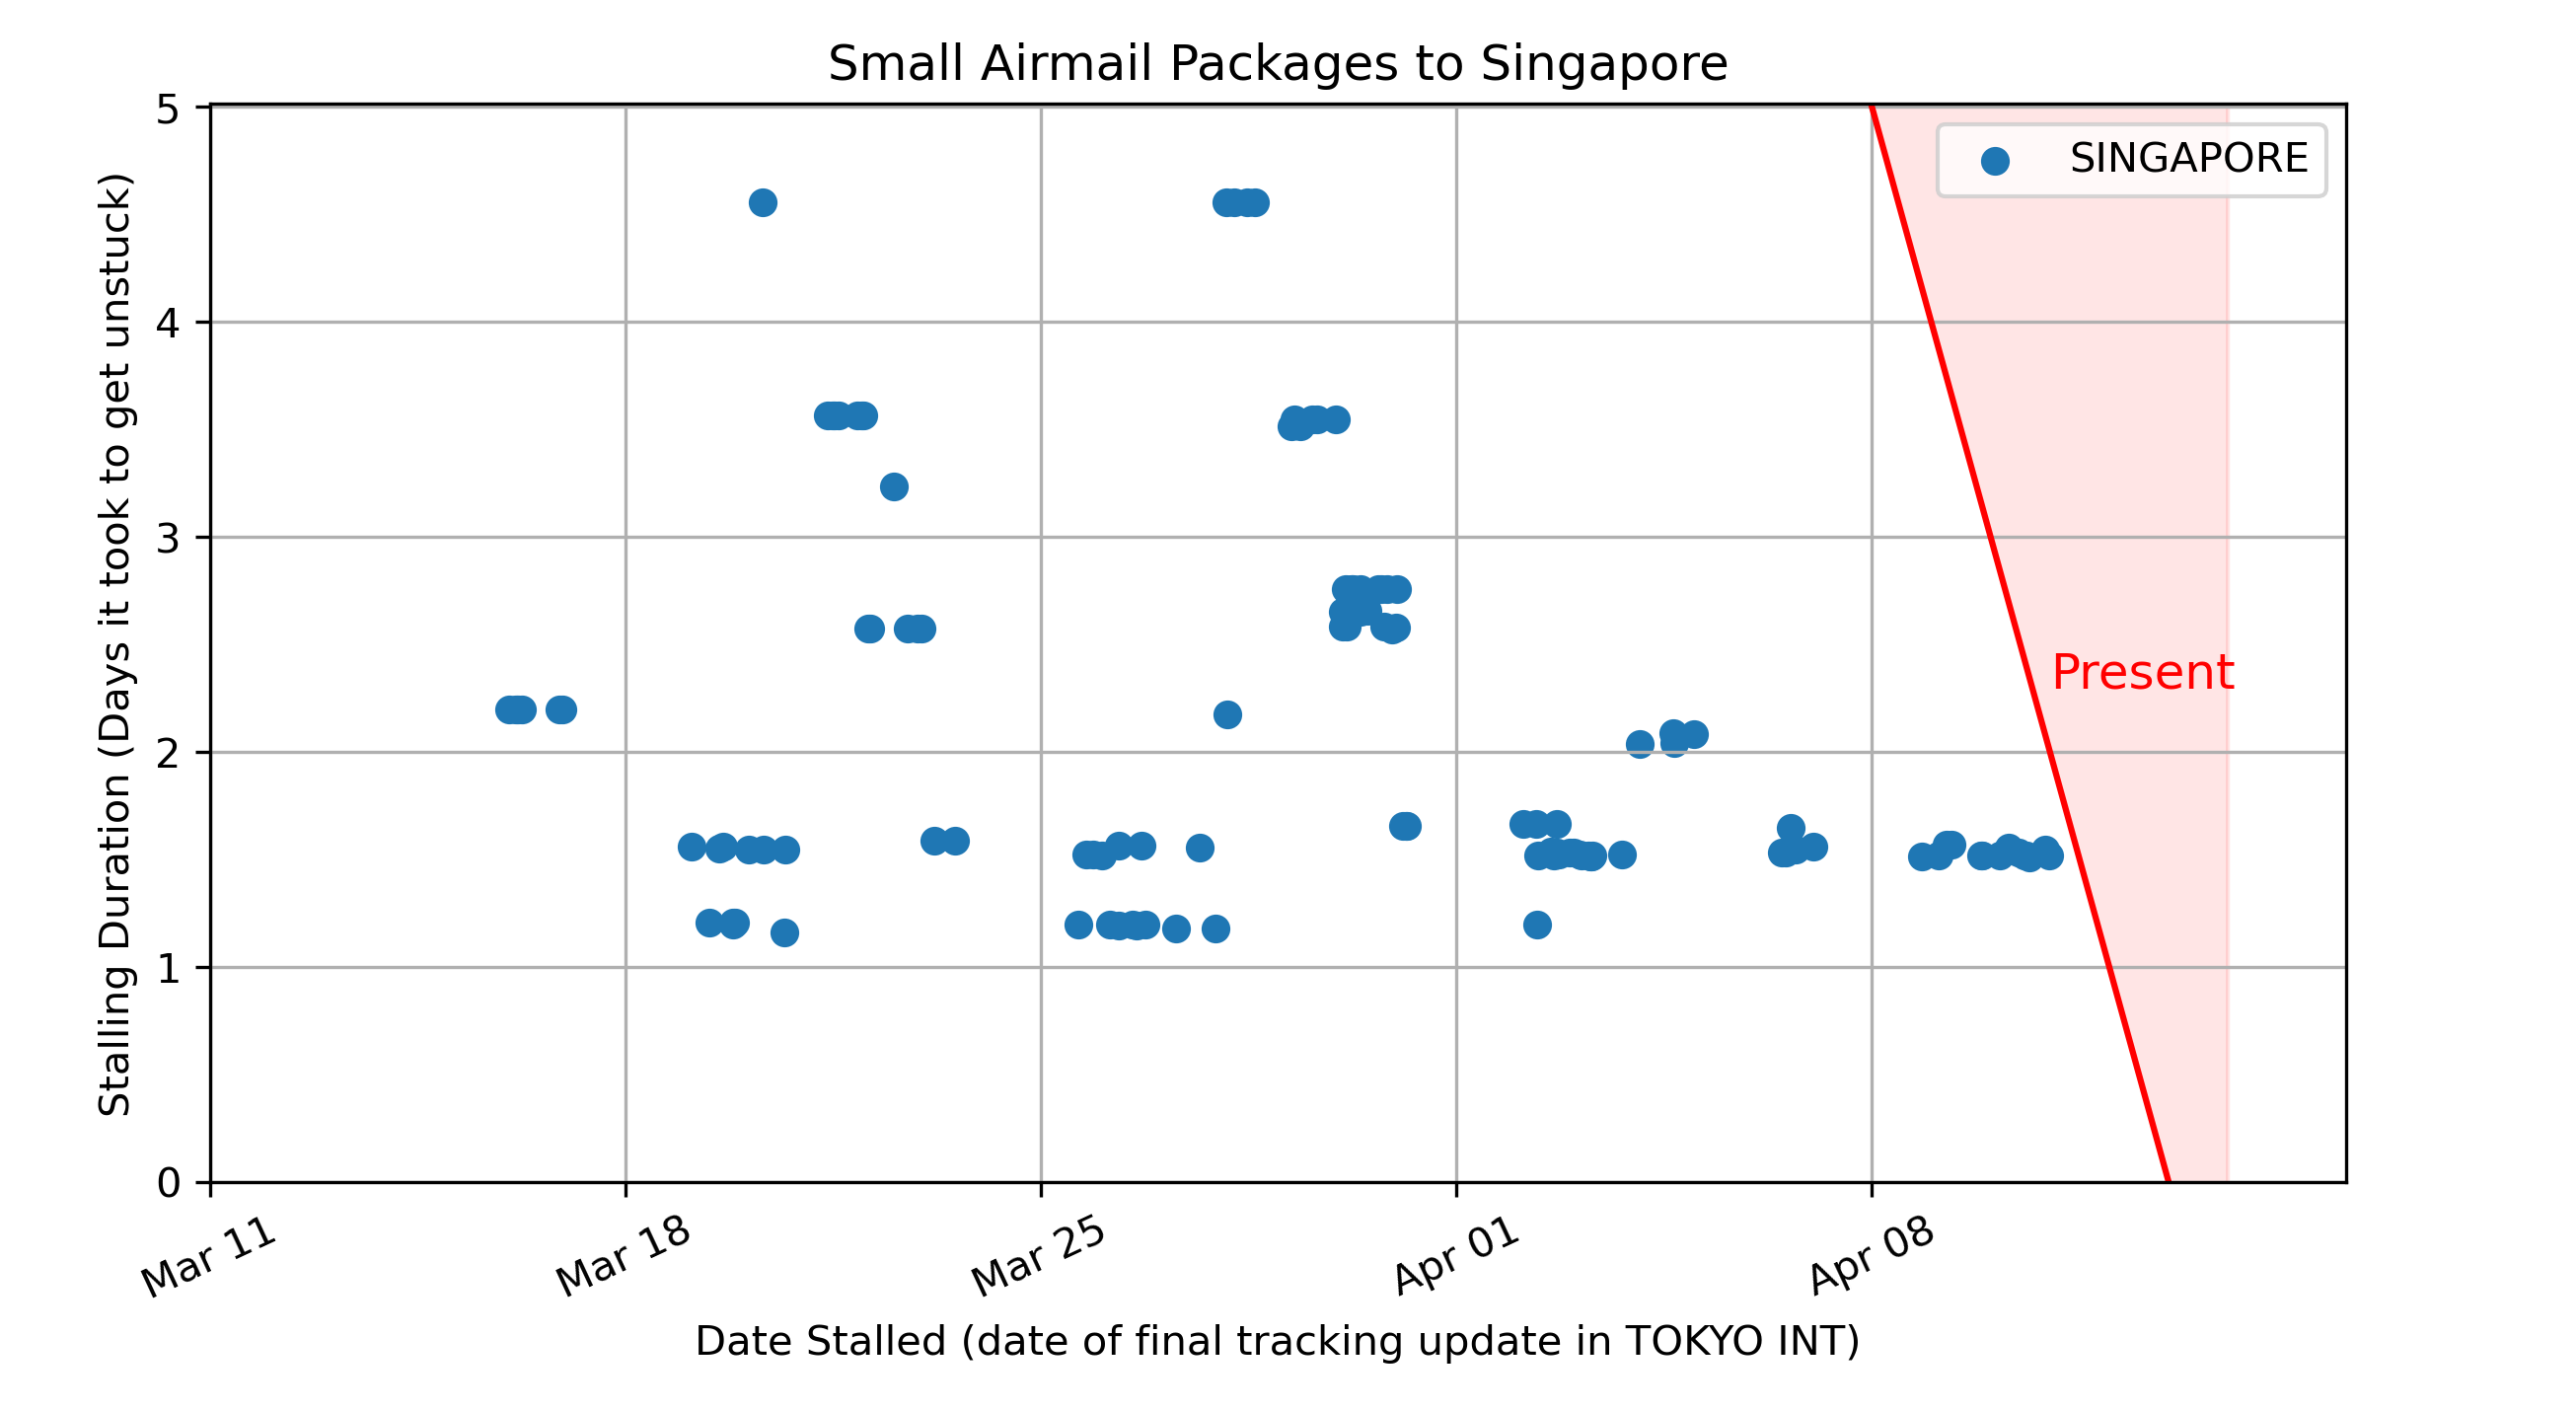 Small Airmail Packages to Singapore
SINGAPORE
Stalling Duration (Days it took to get unstuck)
5
4
3
2
1
0
Present
Mar 11
Mar 18
Mar 25
Apr 01
Apr 08
Date Stalled (date of final tracking update in TOKYO INT)